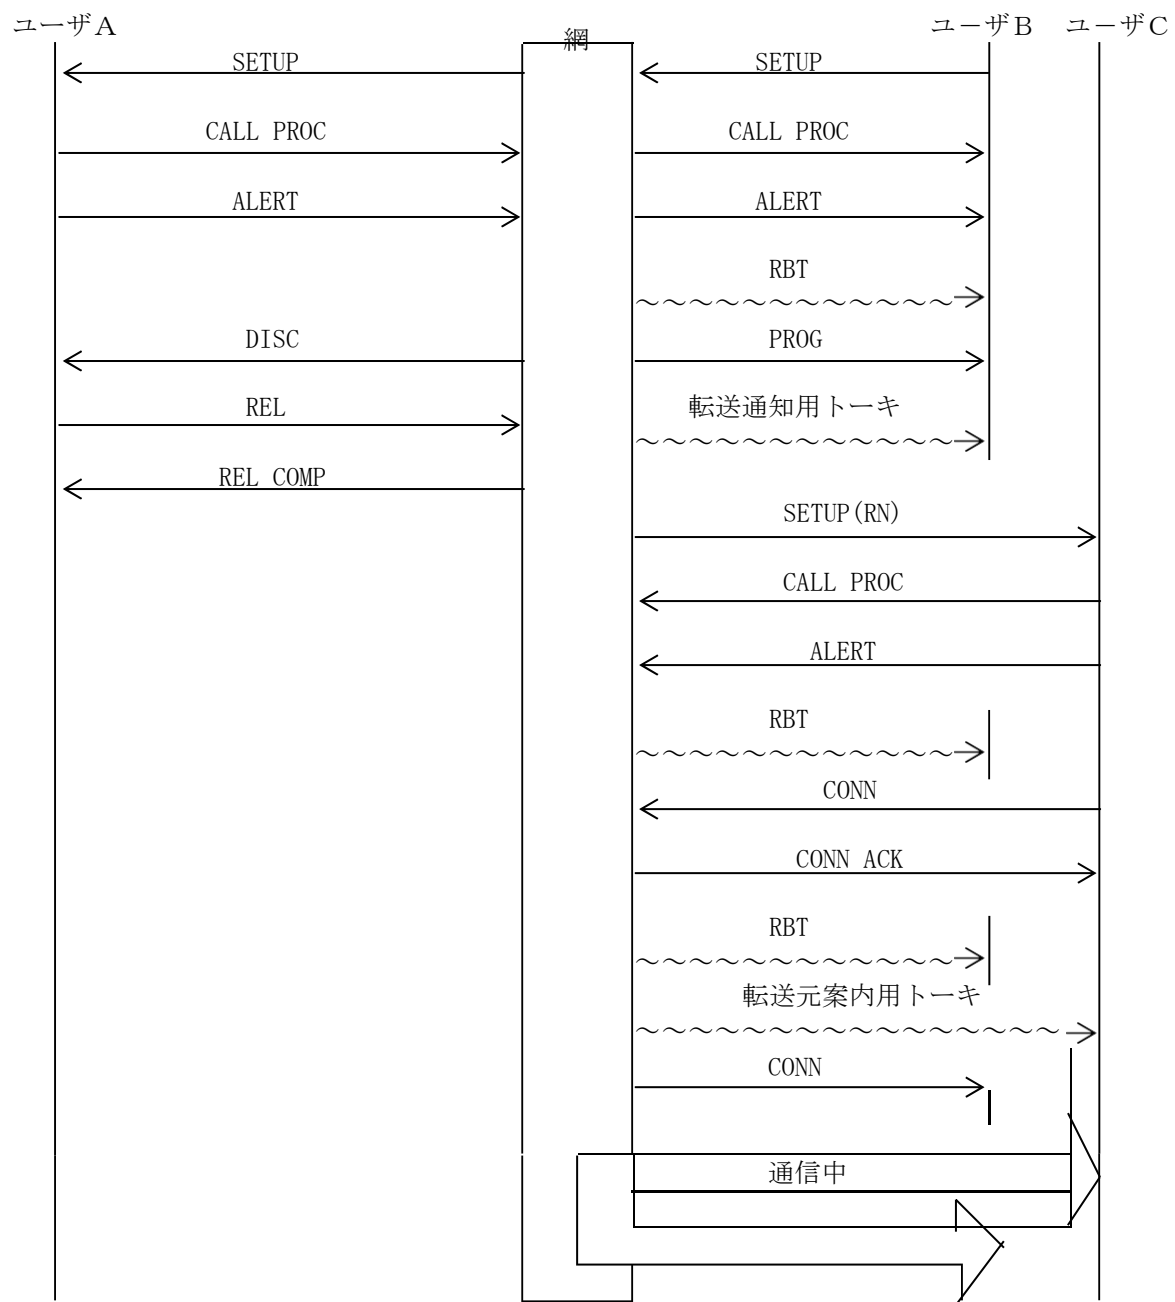 ユーザA
網
ユーザB
ユーザC
SETUP
SETUP
CALL PROC
CALL PROC
ALERT
ALERT
RBT
DISC
PROG
REL
転送通知用トーキ
REL COMP
SETUP(RN)
CALL PROC
ALERT
RBT
CONN
CONN ACK
RBT
転送元案内用トーキ
CONN
通信中